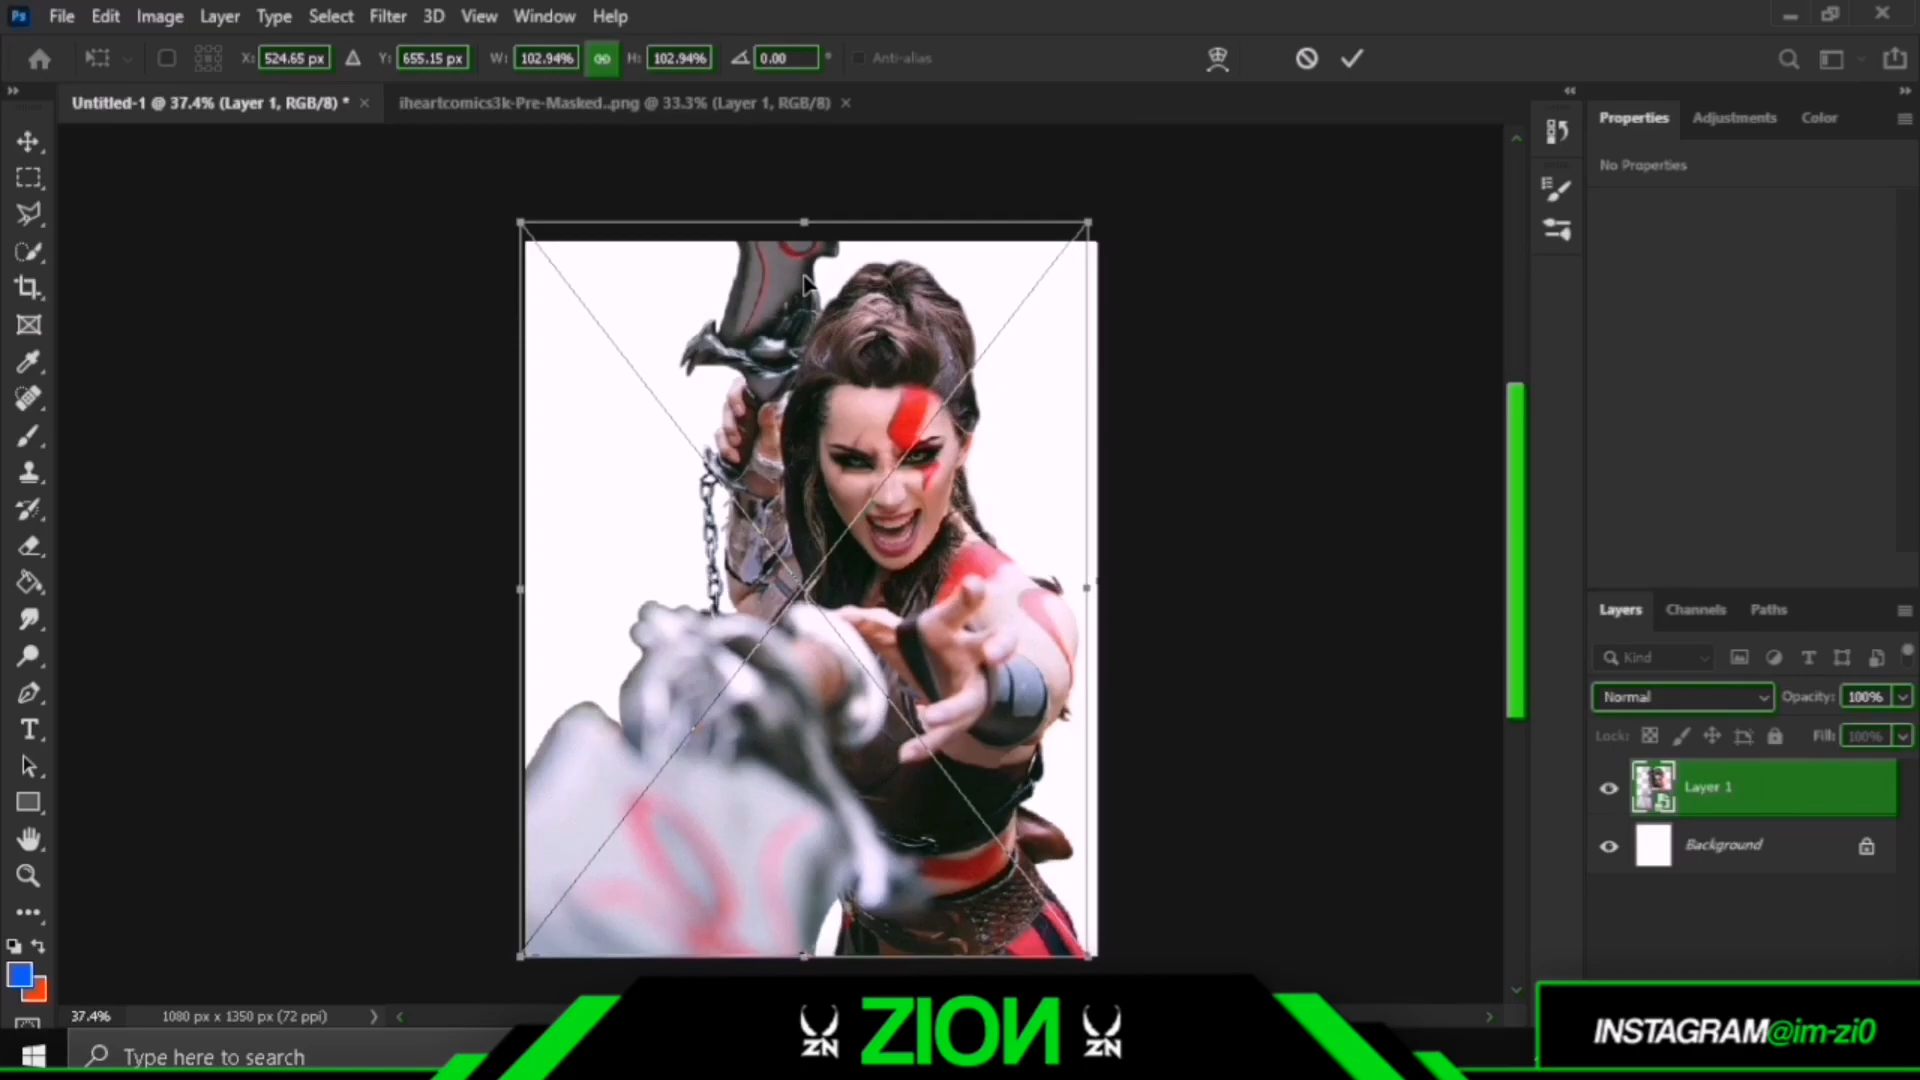 Ps File Edit Image Layer Type Select Filter 3D View Window Help
X: 524.65 px Y: 655.15 px W: 102.94% H: 102.94% 0.00 ° Anti-alias
Untitled-1 @ 37.4% (Layer 1, RGB/8) * × iheartcomics3k-Pre-Masked..png @ 33.3% (Layer 1, RGB/8) ×
Properties Adjustments Color
No Properties
Layers Channels Paths
Kind
Normal Opacity: 100%
Lock: Fill: 100%
Layer 1
Background
37.4% 1080 px x 1350 px (72 ppi)
Type here to search
ZN ZION ZN
INSTAGRAM@im-zi0